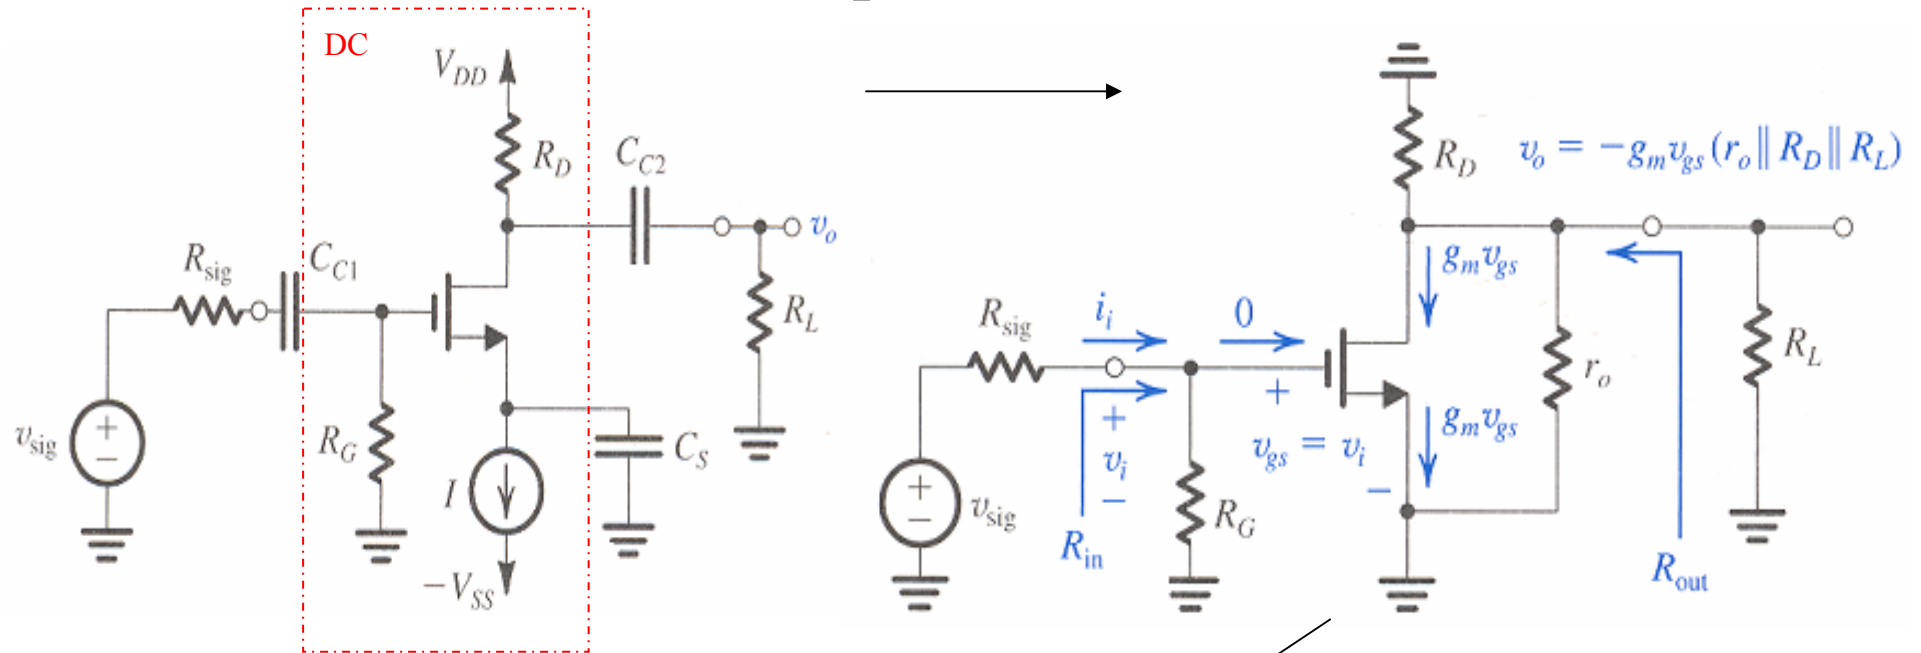 DC
V_DD
R_D
C_C2
v_o
R_sig
C_C1
R_L
v_sig
+
−
R_G
I
C_S
−V_SS
R_D
v_o = −g_m v_gs (r_o || R_D || R_L)
g_m v_gs
R_sig
i_i
0
r_o
R_L
+
+
v_i
−
v_gs = v_i
g_m v_gs
−
+
−
v_sig
R_in
R_G
R_out